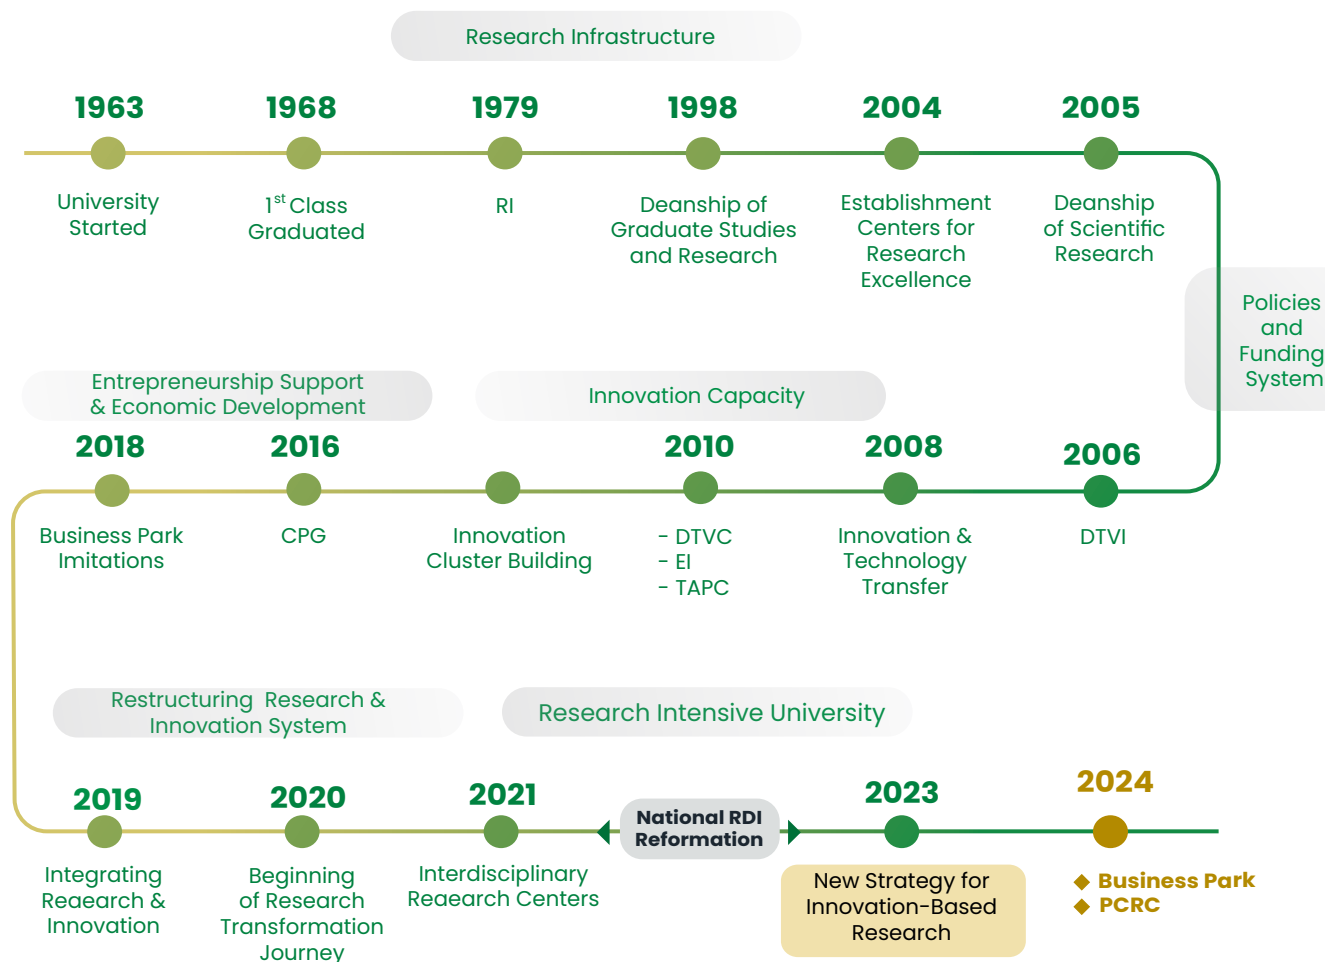 Research Infrastructure
1963
1968
1979
1998
2004
2005
University
Started
1st Class
Graduated
RI
Deanship of
Graduate Studies
and Research
Establishment
Centers for
Research
Excellence
Deanship
of Scientific
Research
Policies
and
Funding
System
Entrepreneurship Support
& Economic Development
Innovation Capacity
2018
2016
2010
2008
2006
Business Park
Imitations
CPG
Innovation
Cluster Building
- DTVC
- EI
- TAPC
Innovation &
Technology
Transfer
DTVI
Restructuring Research &
Innovation System
Research Intensive University
2019
2020
2021
National RDI
Reformation
2023
2024
Integrating
Reaearch &
Innovation
Beginning
of Research
Transformation
Journey
Interdisciplinary
Reaearch Centers
New Strategy for
Innovation-Based
Research
◆ Business Park
◆ PCRC